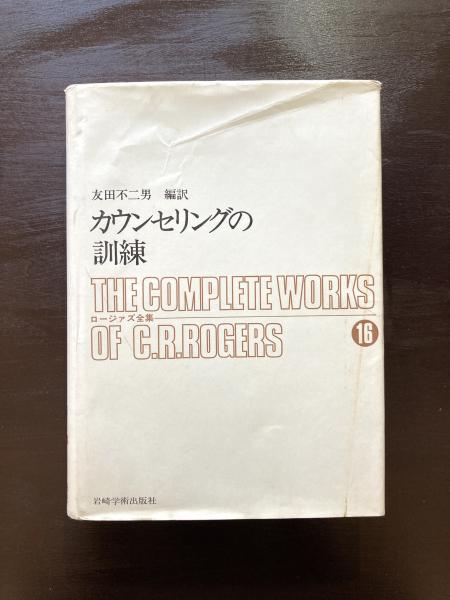 友田不二男 編訳
カウンセリングの
訓練
THE COMPLETE WORKS
ロージァズ全集
16
OF C.R.ROGERS
岩崎学術出版社